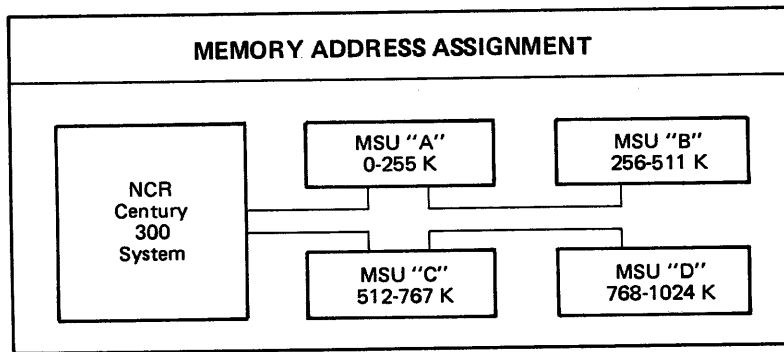 MEMORY ADDRESS ASSIGNMENT
NCR
Century
300
System
MSU "A"
0-255 K
MSU "B"
256-511 K
MSU "C"
512-767 K
MSU "D"
768-1024 K